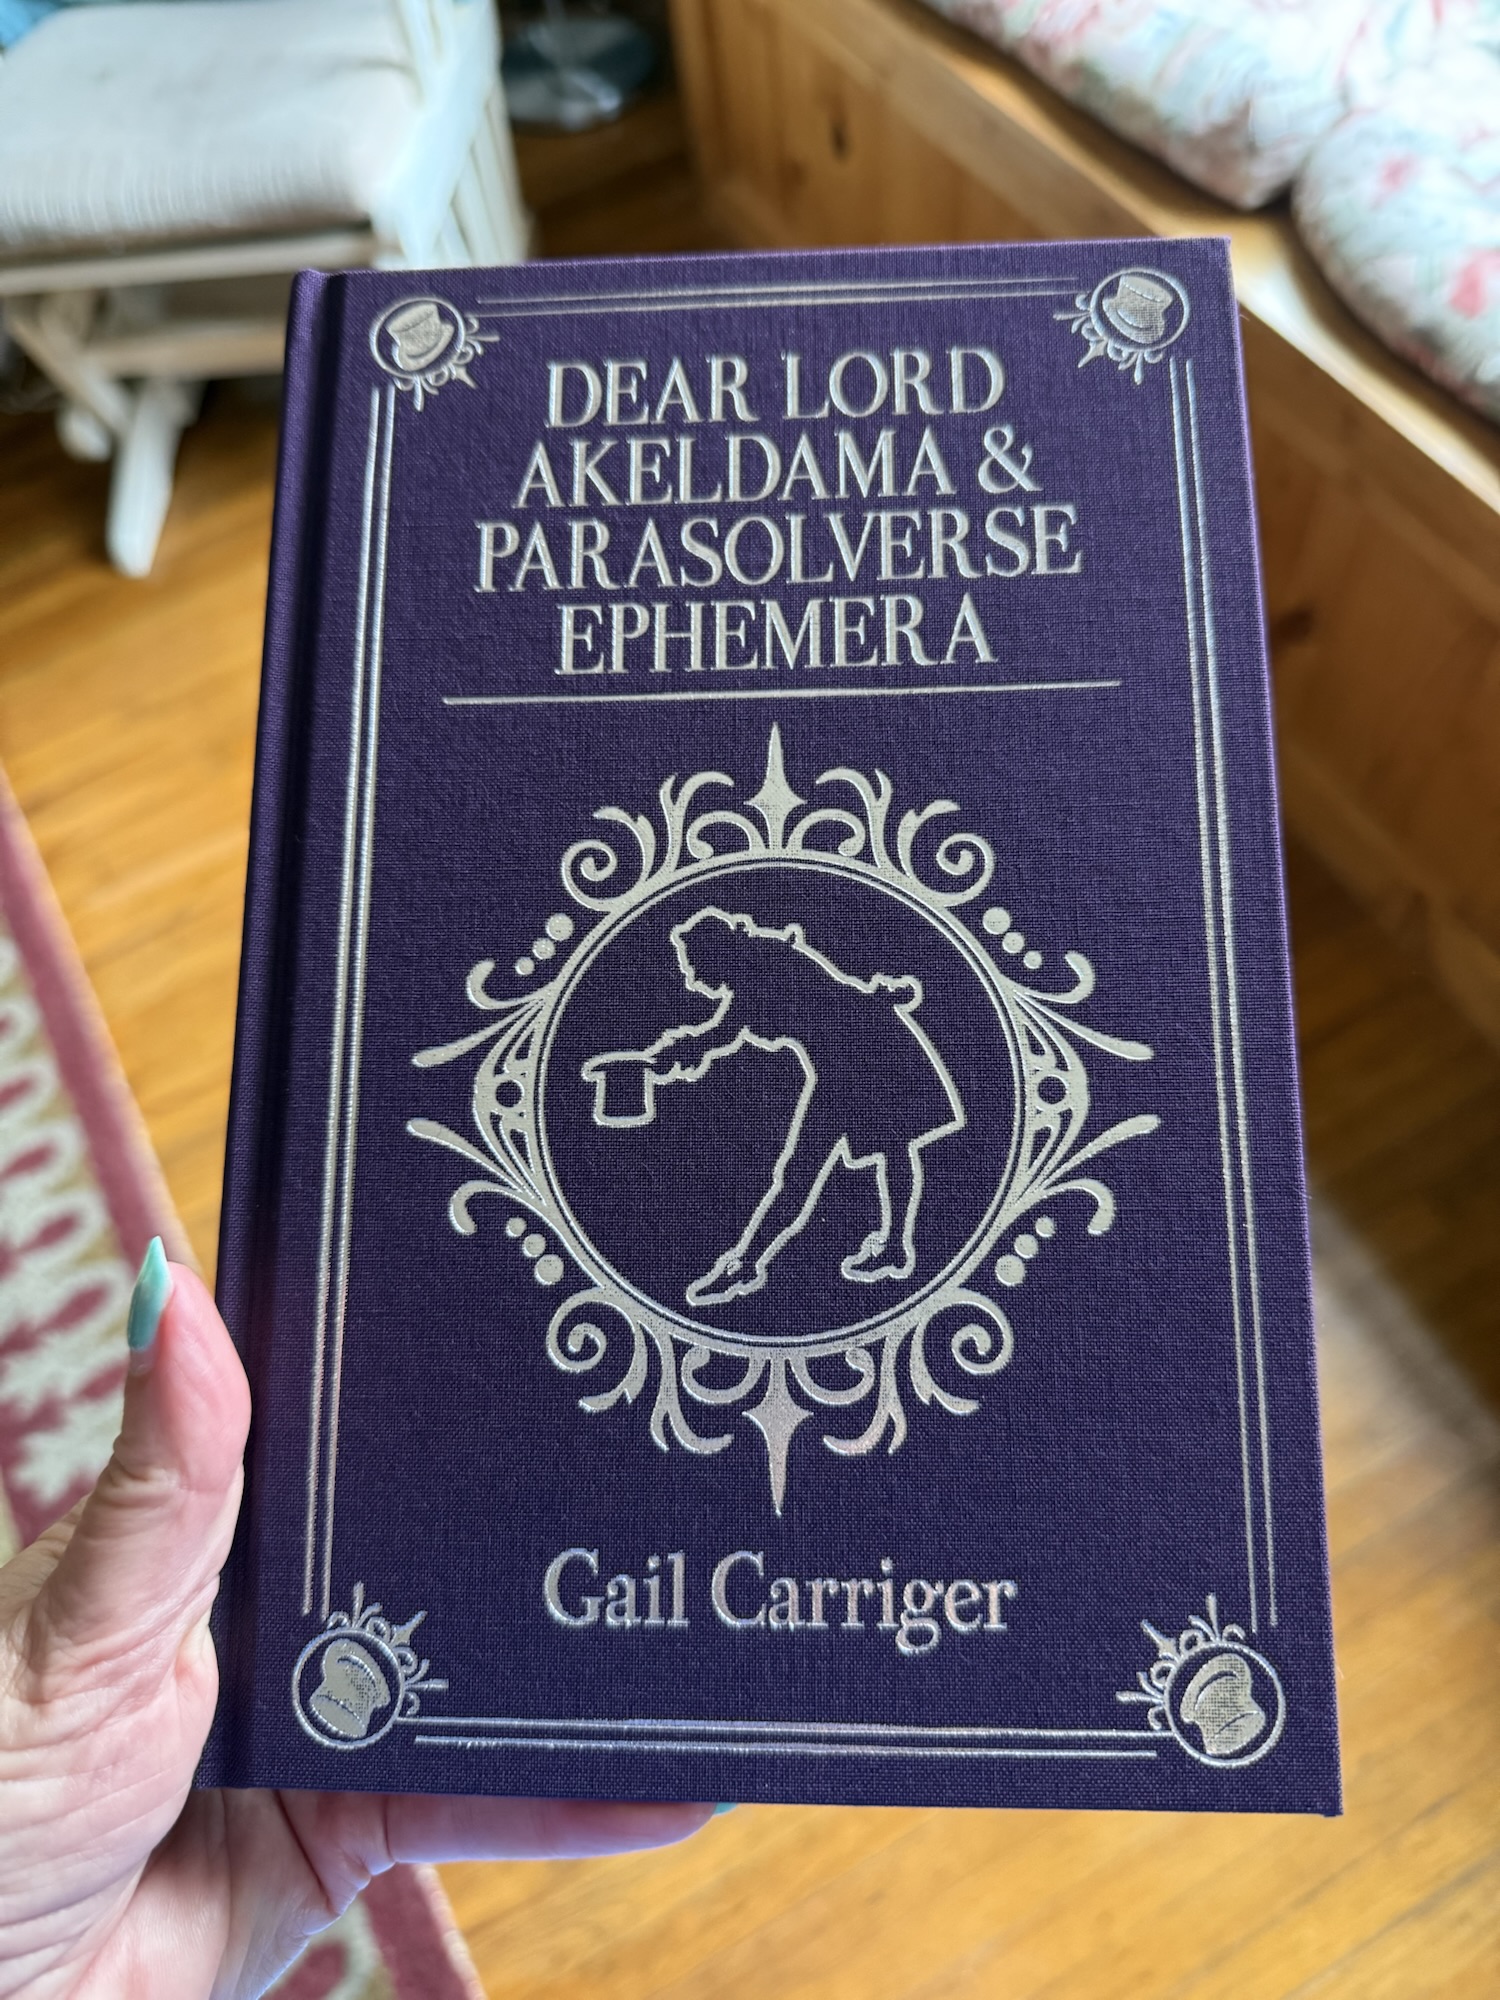 DEAR LORD
AKELDAMA &
PARASOLVERSE
EPHEMERA
Gail Carriger